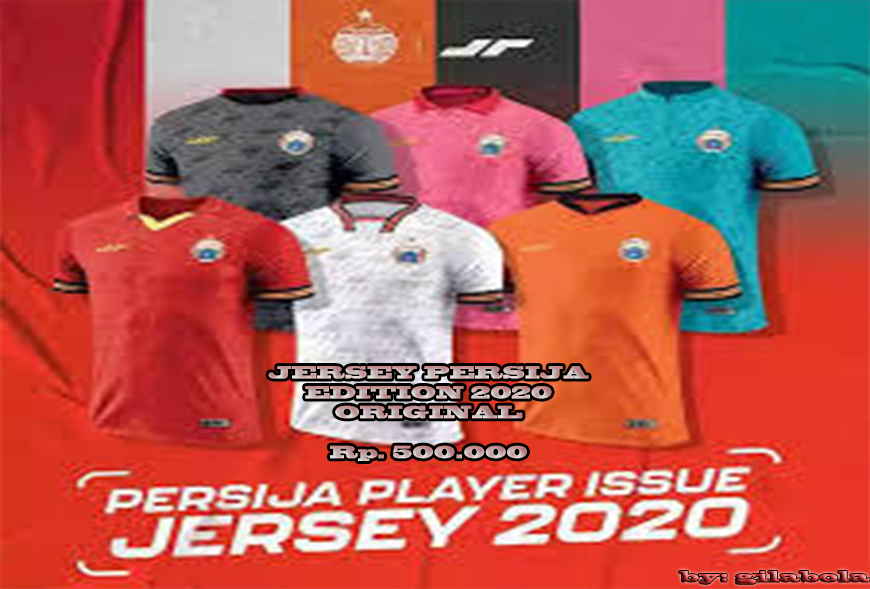 JERSEY PERSIJA
EDITION 2020
ORIGINAL
Rp. 500.000
PERSIJA PLAYER ISSUE
JERSEY 2020
by: gilabola